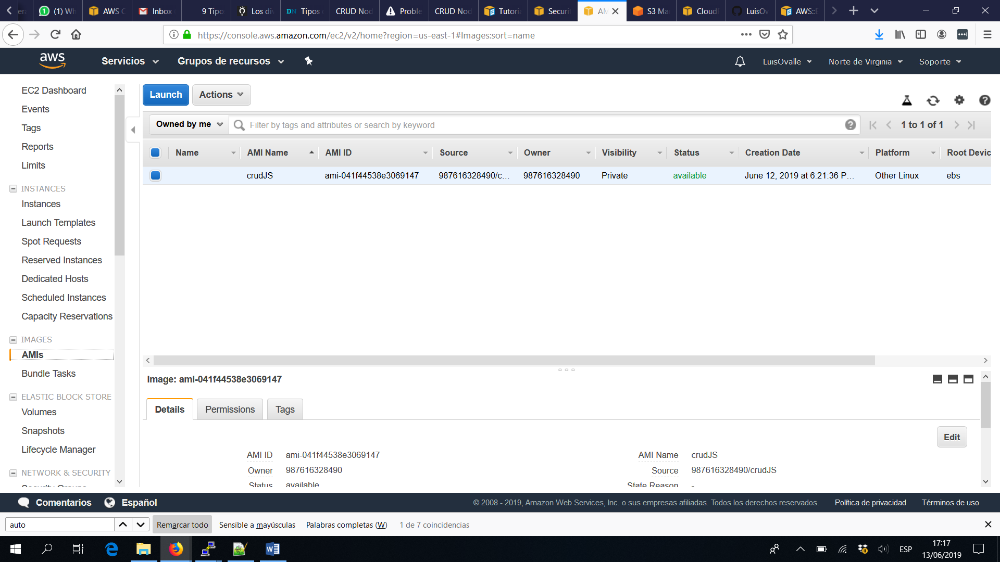 (1) Wh
AWS C
Inbox
9 Tipo
Los div
DN Tipos
CRUD Nod
Proble
CRUD Nod
Tutoria
Securit
AM
S3 Ma
CloudF
LuisOv
AWS::E
https://console.aws.amazon.com/ec2/v2/home?region=us-east-1#Images:sort=name
aws
Servicios
Grupos de recursos
LuisOvalle
Norte de Virginia
Soporte
EC2 Dashboard
Events
Tags
Reports
Limits
INSTANCES
Instances
Launch Templates
Spot Requests
Reserved Instances
Dedicated Hosts
Scheduled Instances
Capacity Reservations
IMAGES
AMIs
Bundle Tasks
ELASTIC BLOCK STORE
Volumes
Snapshots
Lifecycle Manager
NETWORK & SECURITY
Security Groups
Launch
Actions
Owned by me
Filter by tags and attributes or search by keyword
1 to 1 of 1
Name AMI Name AMI ID Source Owner Visibility Status Creation Date Platform Root Devic
crudJS ami-041f44538e3069147 987616328490/c... 987616328490 Private available June 12, 2019 at 6:21:36 P... Other Linux ebs
Image: ami-041f44538e3069147
Details
Permissions
Tags
Edit
AMI ID ami-041f44538e3069147
AMI Name crudJS
Owner 987616328490
Source 987616328490/crudJS
Status available
State Reason -
Comentarios
Español
© 2008 - 2019, Amazon Web Services, Inc. o sus empresas afiliadas. Todos los derechos reservados.
Política de privacidad
Términos de uso
auto
Remarcar todo
Sensible a mayúsculas
Palabras completas (W)
1 de 7 coincidencias
ESP
17:17
13/06/2019